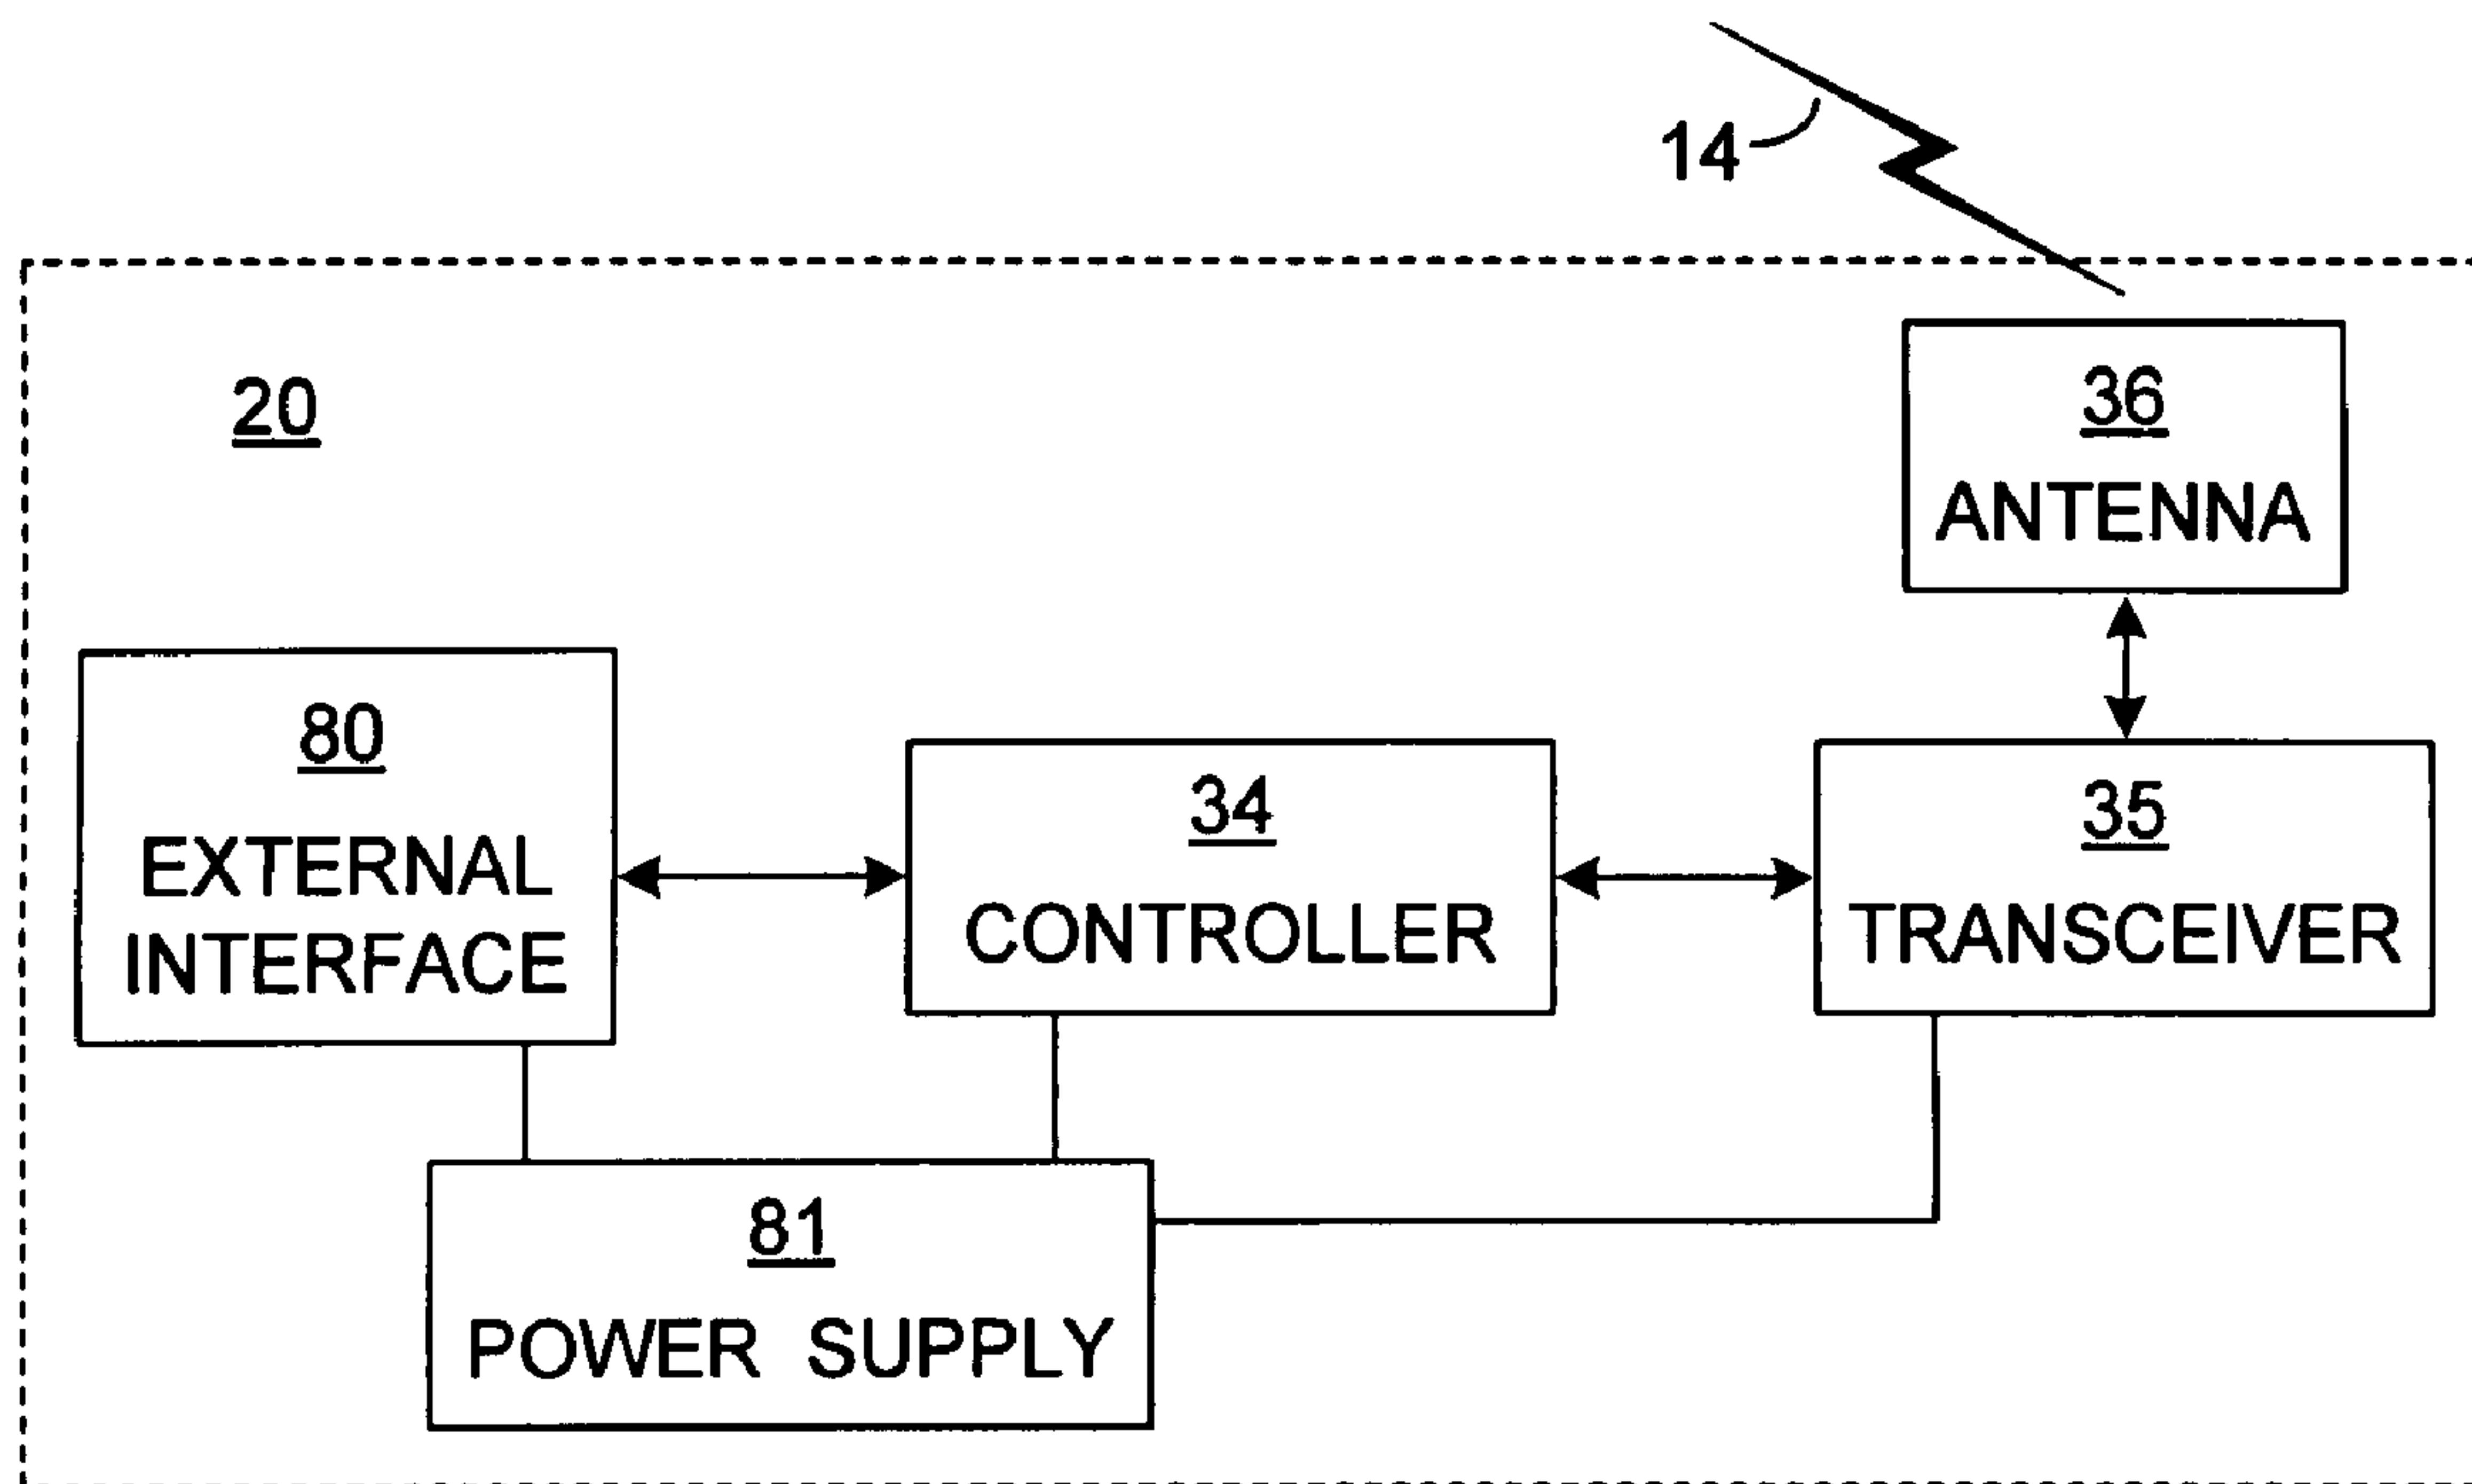 14
20
36
ANTENNA
80
EXTERNAL
INTERFACE
34
CONTROLLER
35
TRANSCEIVER
81
POWER SUPPLY